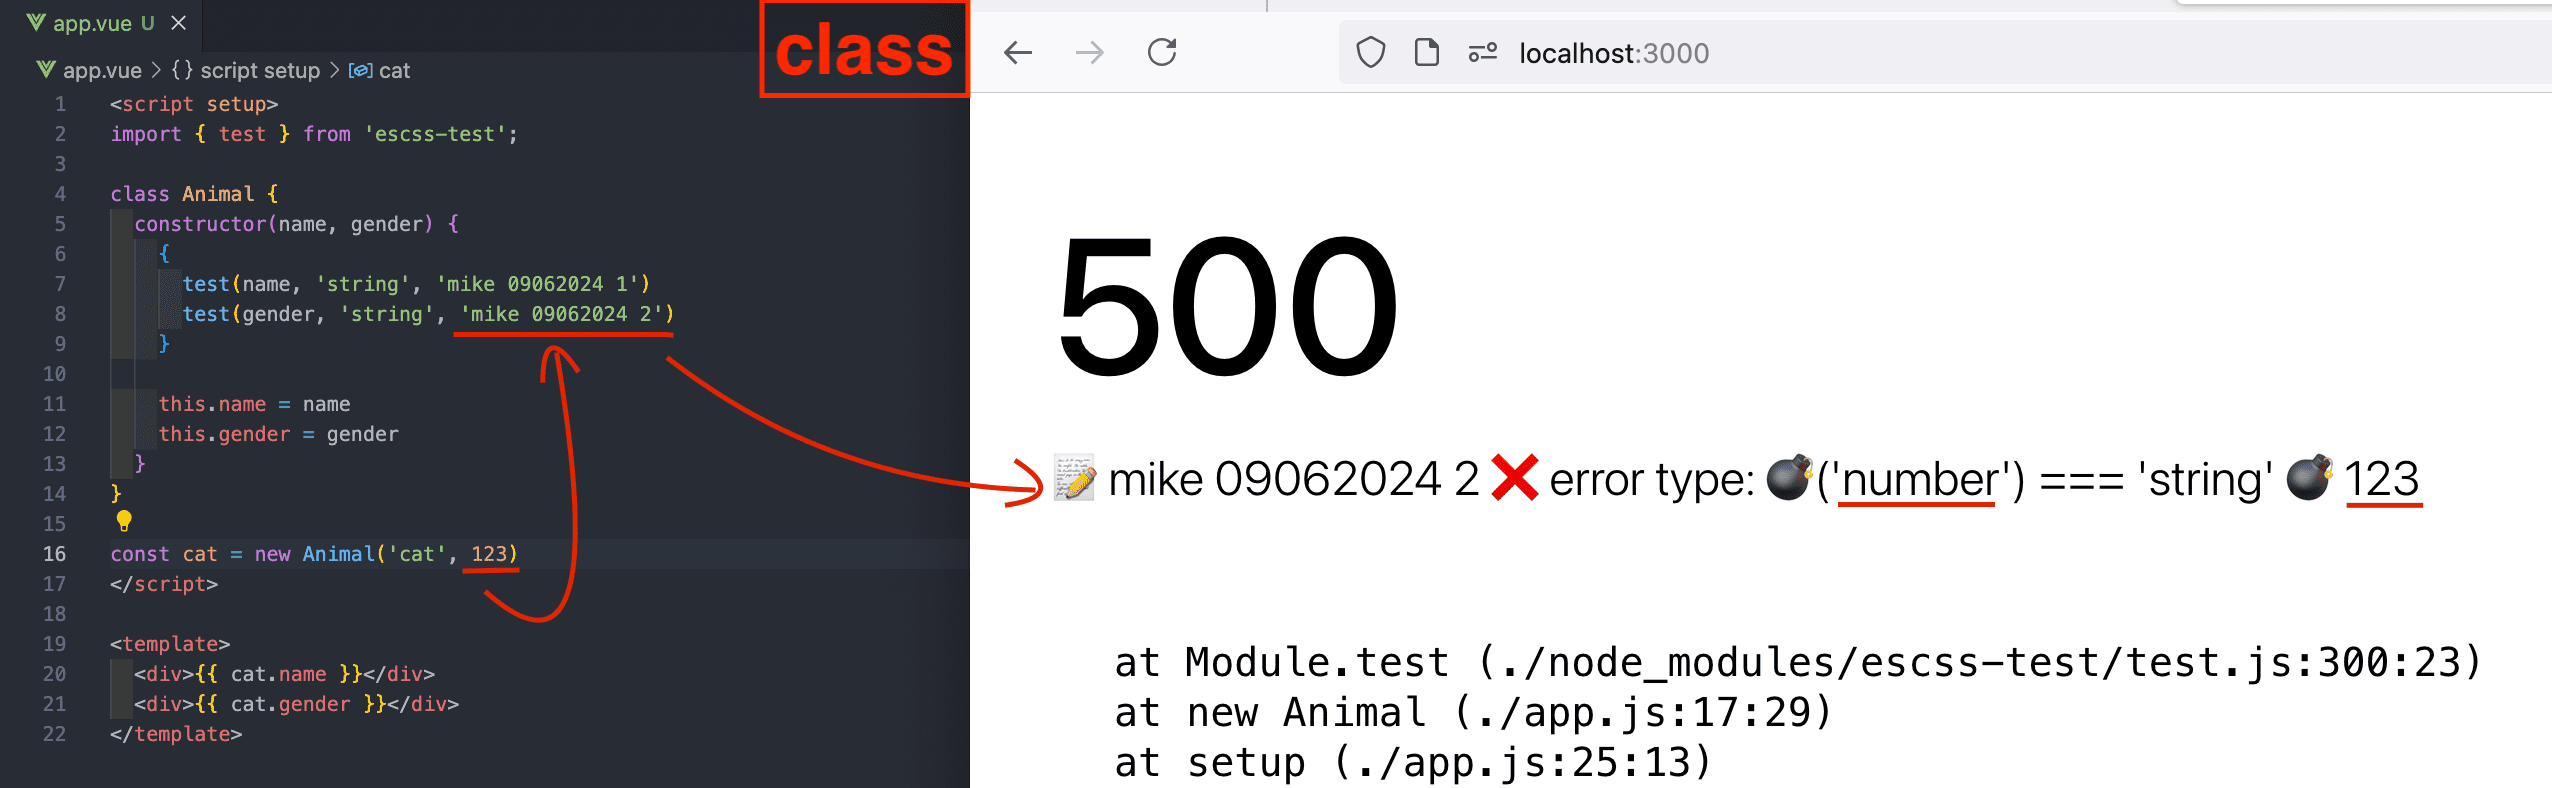 app.vue U
class
app.vue > {} script setup > cat
1 <script setup>
2 import { test } from 'escss-test';
3
4 class Animal {
5 constructor(name, gender) {
6 {
7 test(name, 'string', 'mike 09062024 1')
8 test(gender, 'string', 'mike 09062024 2')
9 }
10
11 this.name = name
12 this.gender = gender
13 }
14 }
15
16 const cat = new Animal('cat', 123)
17 </script>
18
19 <template>
20 <div>{{ cat.name }}</div>
21 <div>{{ cat.gender }}</div>
22 </template>
localhost:3000
500
📝 mike 09062024 2 ❌ error type: 💣('number') === 'string' 💣 123
at Module.test (./node_modules/escss-test/test.js:300:23)
at new Animal (./app.js:17:29)
at setup (./app.js:25:13)